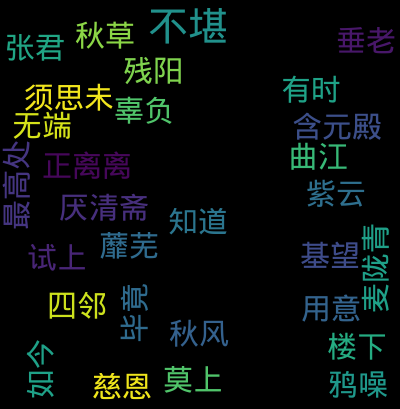 不堪
秋草
张君
垂老
残阳
有时
须思未
辜负
无端
含元殿
曲江
最高处
正离离
紫云
厌清斋
知道
麦陇青
试上
蘼芜
基望
四邻
毕竟
用意
秋风
楼下
如今
慈恩
莫上
鸦噪